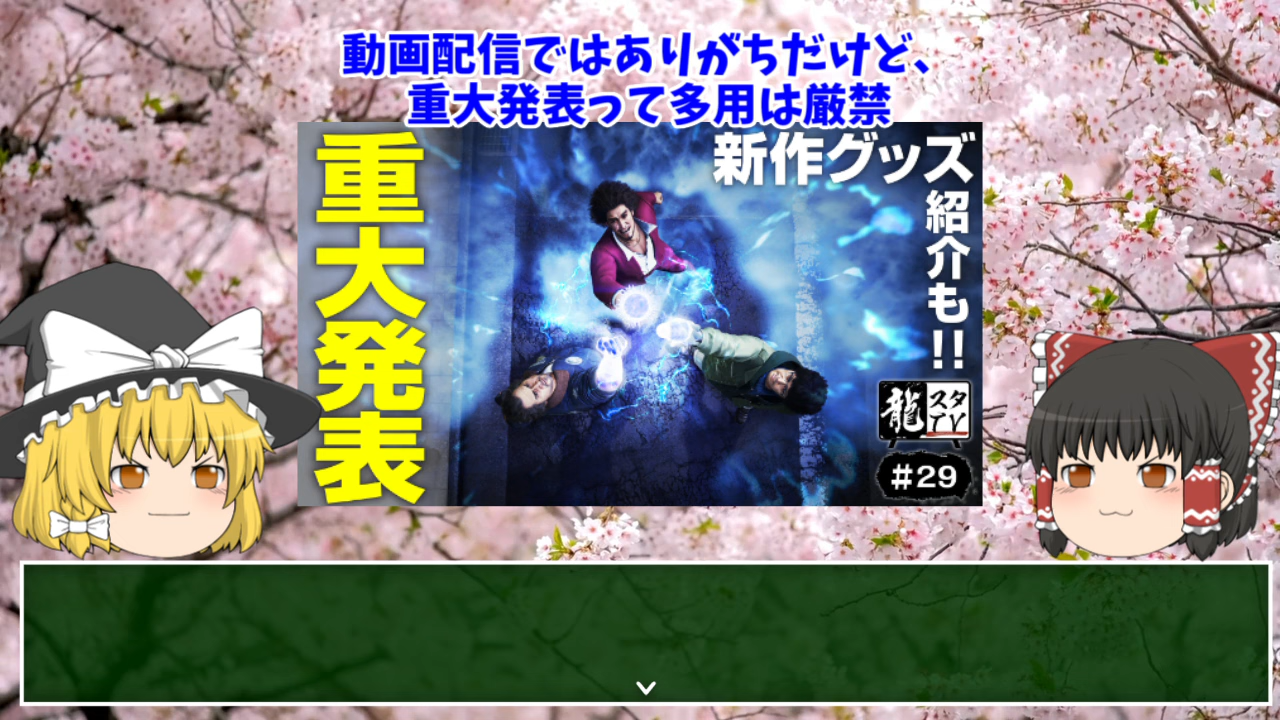 動画配信ではありがちだけど、
重大発表って多用は厳禁
重大発表
新作グッズ
紹介も!!
龍
スタ
TV
#29